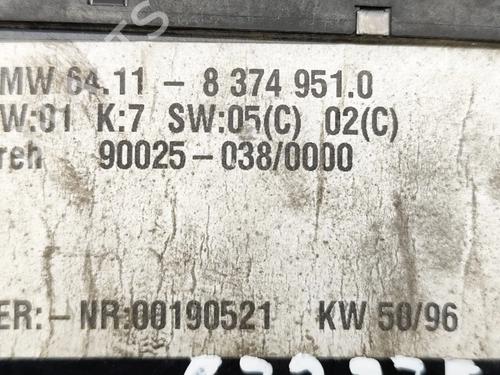 MW 64.11 - 8 374 951.0
W:01 K:7 SW:05(C) 02(C)
reh 90025-038/0000
ER:-NR:00190521 KW 50/96